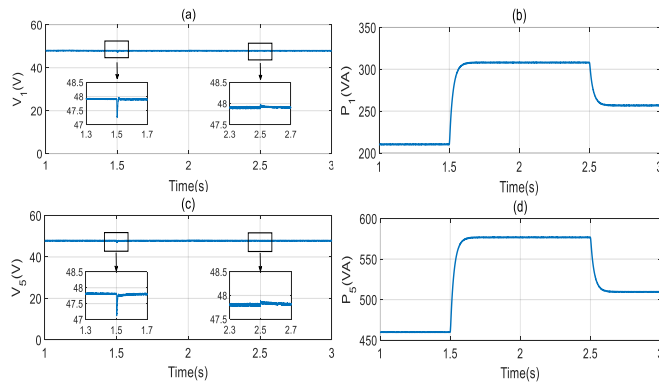 (a)
60
40
20
0
V1(V)
48.5
48
47.5
47
1.3 1.5 1.7
48.5
48
47.5
2.3 2.5 2.7
1 1.5 2 2.5 3
Time(s)
(b)
350
300
250
200
P1(VA)
1 1.5 2 2.5 3
Time(s)
(c)
60
40
20
0
V5(V)
48.5
48
47.5
47
1.3 1.5 1.7
48.5
48
47.5
2.3 2.5 2.7
1 1.5 2 2.5 3
Time(s)
(d)
600
550
500
450
P5(VA)
1 1.5 2 2.5 3
Time(s)